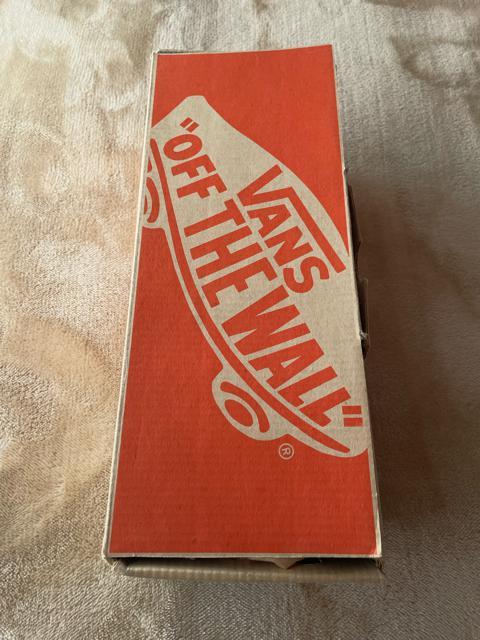 VANS
"OFF THE WALL"
®